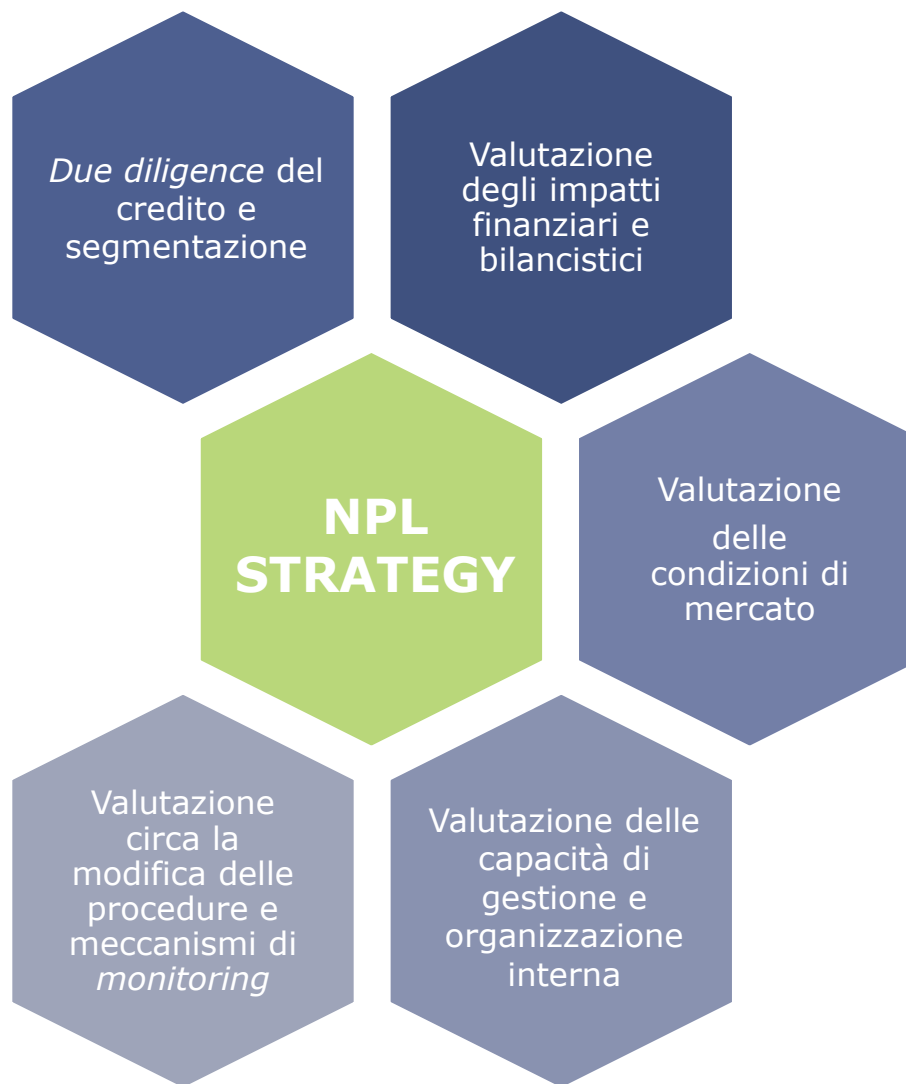 Due diligence del
credito e
segmentazione
Valutazione
degli impatti
finanziari e
bilancistici
NPL
STRATEGY
Valutazione
delle
condizioni di
mercato
Valutazione
circa la
modifica delle
procedure e
meccanismi di
monitoring
Valutazione delle
capacità di
gestione e
organizzazione
interna